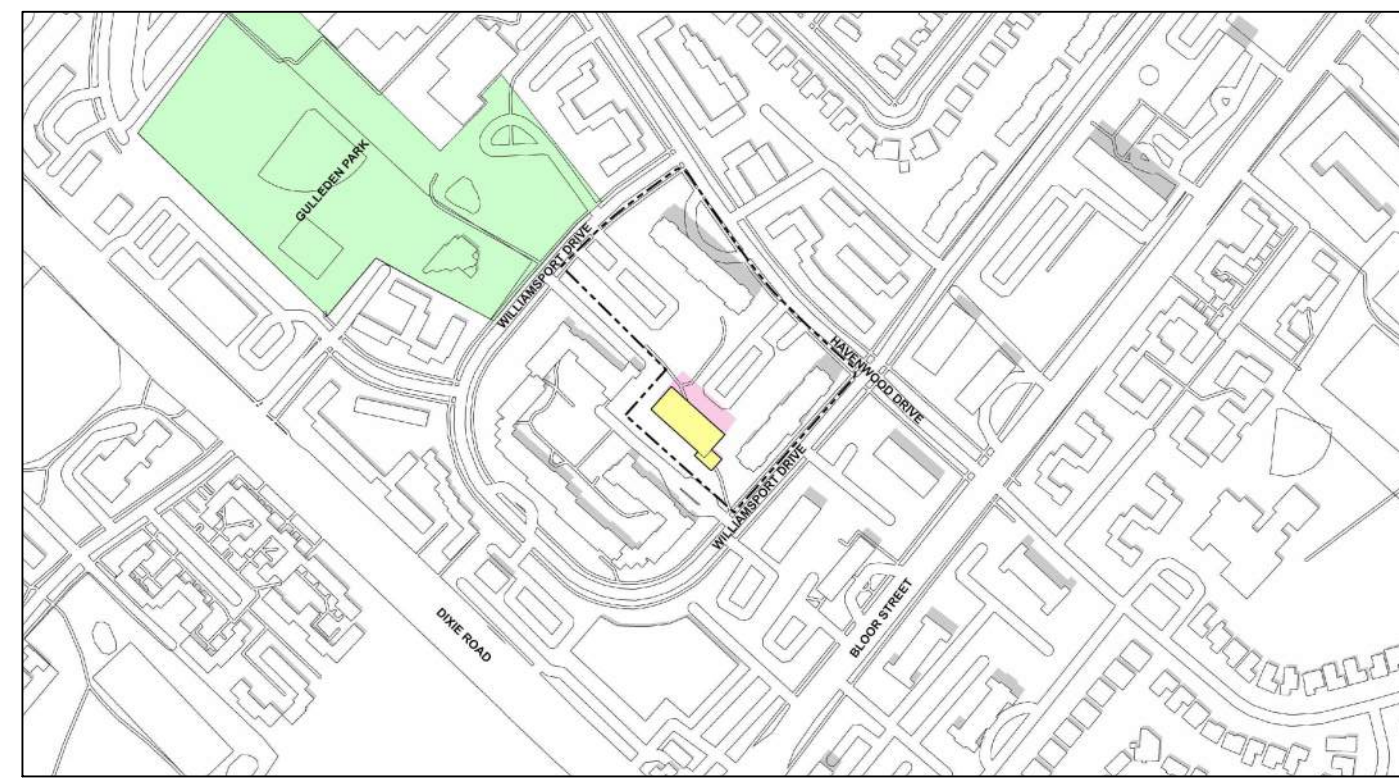 GULLEDEN PARK
WILLIAMSPORT DRIVE
HAVENWOOD DRIVE
WILLIAMSPORT DRIVE
BLOOR STREET
DIXIE ROAD